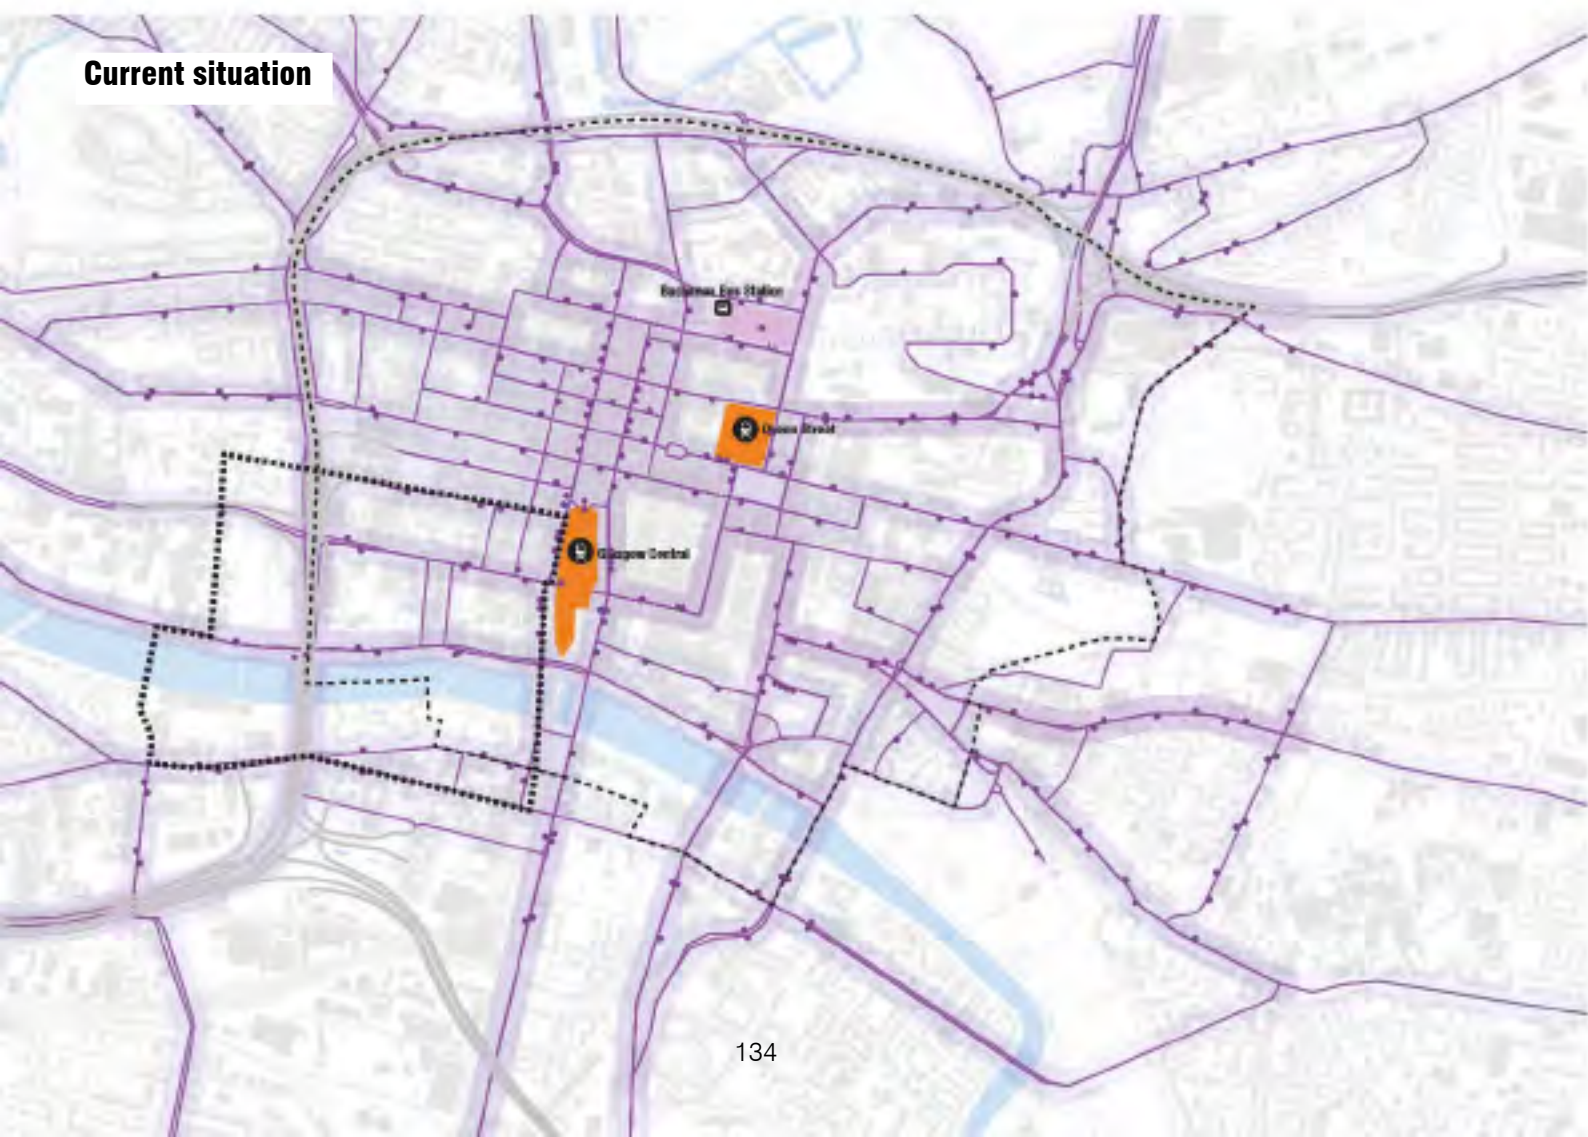 Current situation
Buchanan Bus Station
Queen Street
Glasgow Central
134